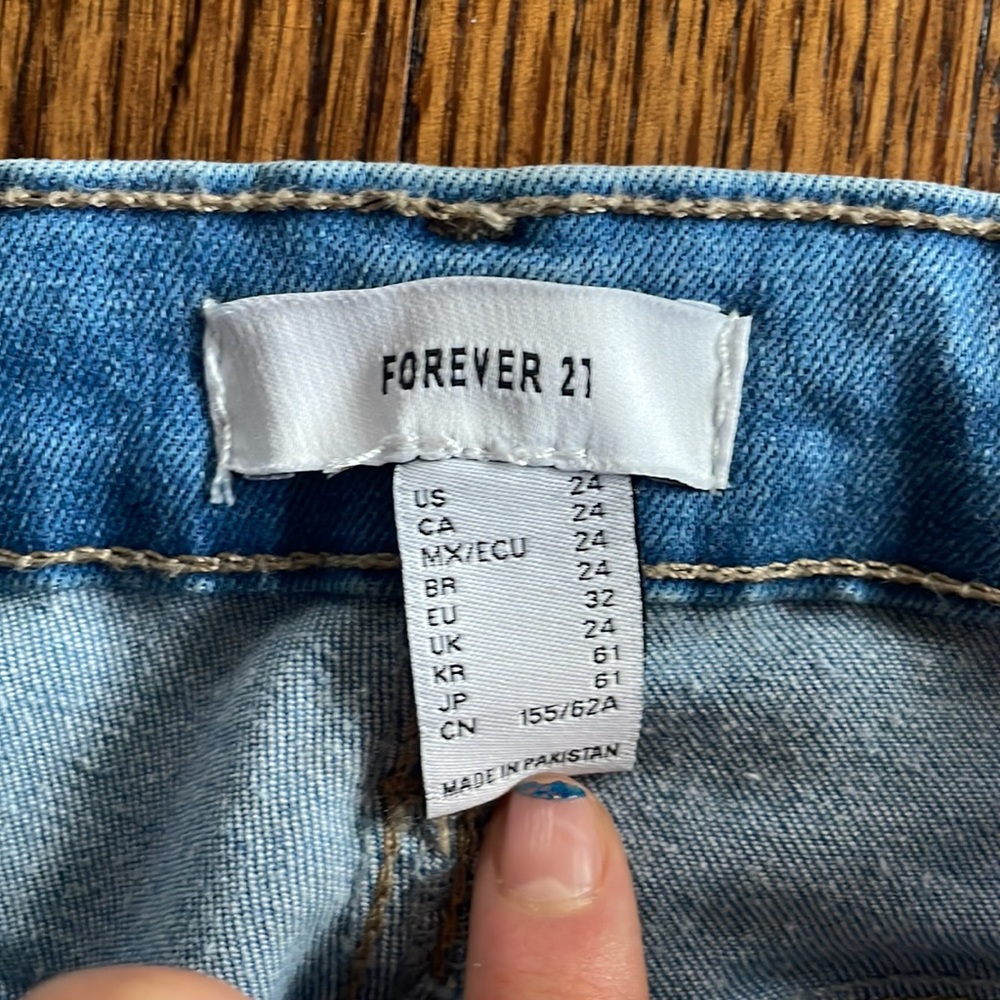 FOREVER 21
US 24
CA 24
MX/ECU 24
BR 24
EU 32
UK 24
KR 61
JP 61
CN 155/62A
MADE IN PAKISTAN